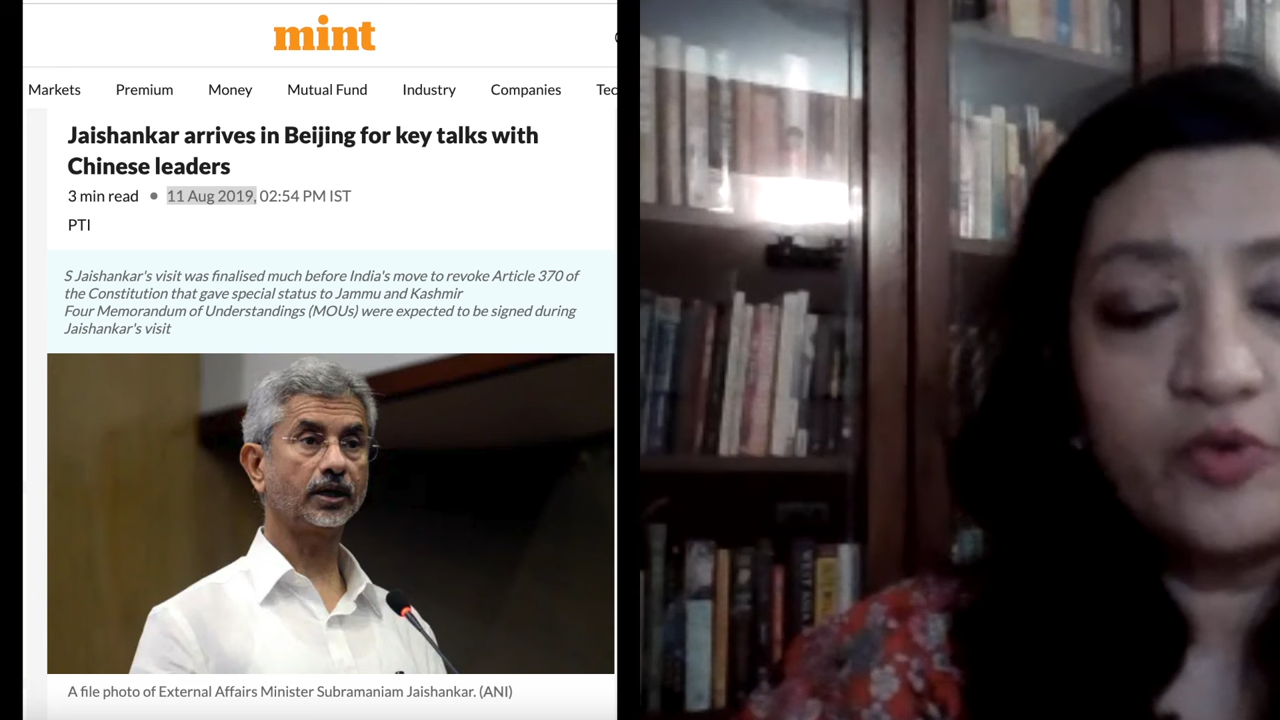 mint
Markets Premium Money Mutual Fund Industry Companies Tec
Jaishankar arrives in Beijing for key talks with
Chinese leaders
3 min read • 11 Aug 2019, 02:54 PM IST
PTI
S Jaishankar's visit was finalised much before India's move to revoke Article 370 of
the Constitution that gave special status to Jammu and Kashmir
Four Memorandum of Understandings (MOUs) were expected to be signed during
Jaishankar's visit
A file photo of External Affairs Minister Subramaniam Jaishankar. (ANI)